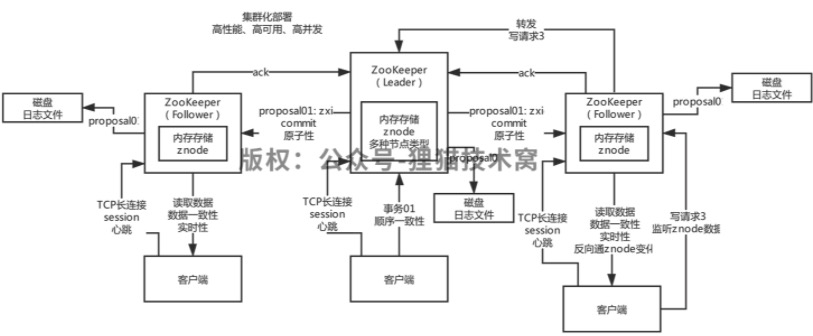 集群化部署
高性能、高可用、高并发
转发
写请求3
ack
ZooKeeper
（Leader）
ack
磁盘
日志文件
proposal01
ZooKeeper
（Follower）
内存存储
znode
proposal01: zxi
commit
原子性
内存存储
znode
多种节点类型
proposal01: zxi
commit
原子性
ZooKeeper
（Follower）
内存存储
znode
proposal0
磁盘
日志文件
版权：公众号-狸猫技术窝
proposal0
磁盘
日志文件
TCP长连接
session
心跳
读取数据
数据一致性
实时性
客户端
TCP长连接
session
心跳
事务01
顺序一致性
客户端
TCP长连接
session
心跳
读取数据
数据一致性
实时性
反向通znode变化
写请求3
监听znode数据
客户端